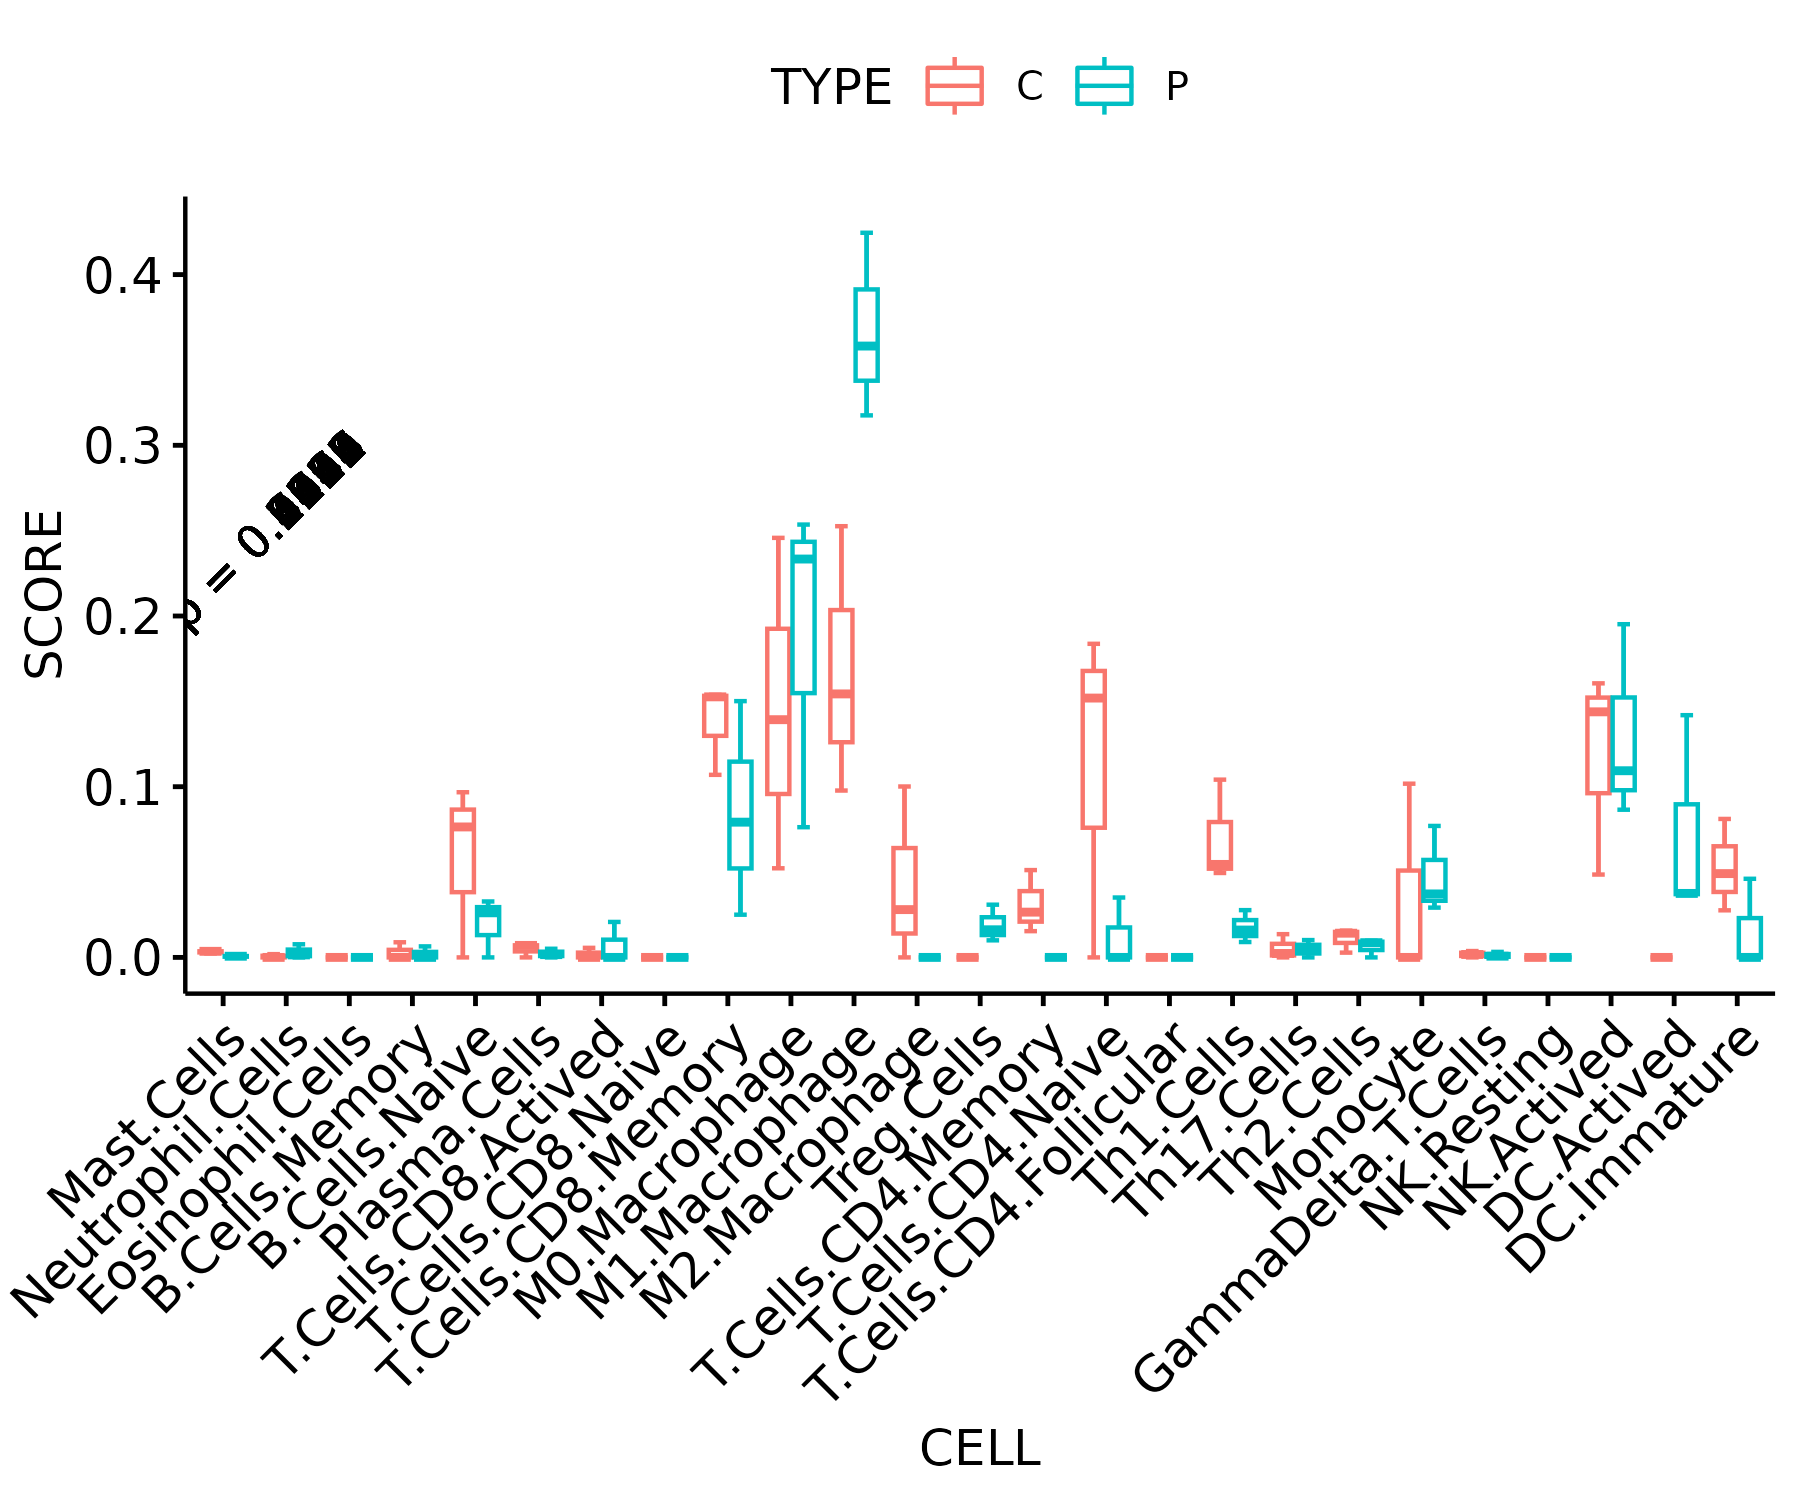 TYPE C P
0.4
0.3
0.2
0.1
0.0
SCORE
p = 0.
Mast.Cells
Neutrophil.Cells
Eosinophil.Cells
B.Cells.Memory
B.Cells.Naive
Plasma.Cells
T.Cells.CD8.Actived
T.Cells.CD8.Naive
T.Cells.CD8.Memory
M0.Macrophage
M1.Macrophage
M2.Macrophage
Treg.Cells
T.Cells.CD4.Memory
T.Cells.CD4.Naive
T.Cells.CD4.Follicular
Th1.Cells
Th17.Cells
Th2.Cells
Monocyte
GammaDelta.T.Cells
NK.Resting
NK.Actived
DC.Actived
DC.Immature
CELL